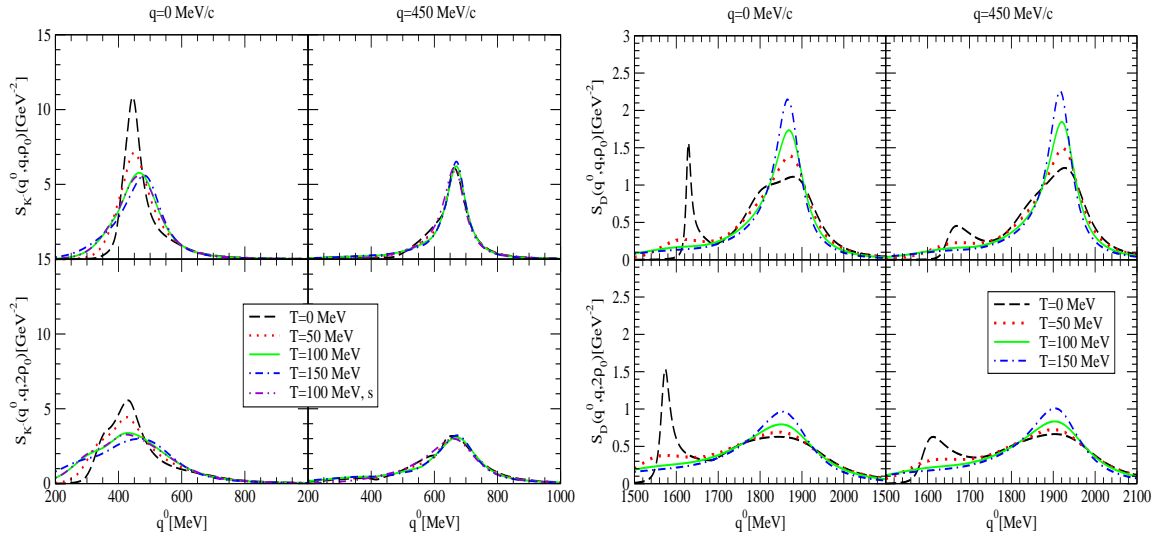 q=0 MeV/c
q=450 MeV/c
q=0 MeV/c
q=450 MeV/c
15
10
5
15
S_K-(q^0,q,ρ_0)[GeV^-2]
3
2.5
2
1.5
1
0.5
0
S_D(q^0,q,ρ_0)[GeV^-2]
10
5
0
S_K-(q^0,q,2ρ_0)[GeV^-2]
T=0 MeV
T=50 MeV
T=100 MeV
T=150 MeV
T=100 MeV, s
2.5
2
1.5
1
0.5
0
S_D(q^0,q,2ρ_0)[GeV^-2]
T=0 MeV
T=50 MeV
T=100 MeV
T=150 MeV
200 400 600 800 200 400 600 800 1000
1500 1600 1700 1800 1900 2000 1500 1600 1700 1800 1900 2000 2100
q^0[MeV]
q^0[MeV]
q^0[MeV]
q^0[MeV]